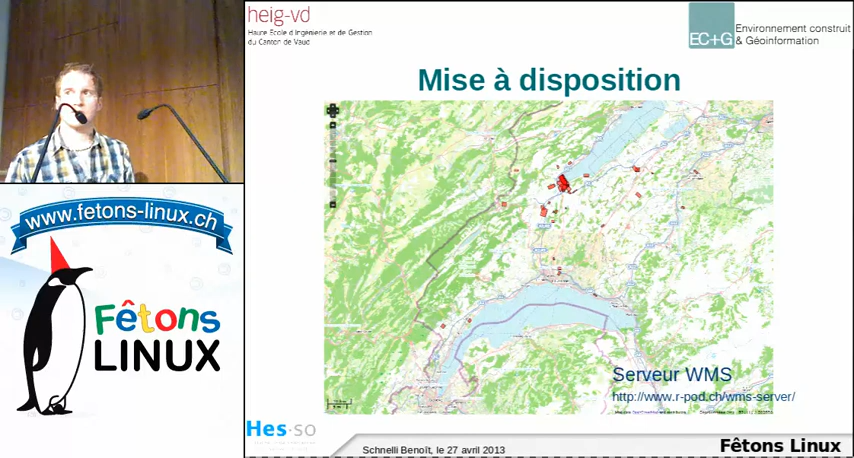 heig-vd
Haute Ecole d'Ingénierie et de Gestion
du Canton de Vaud
EC+G
Environnement construit
& Géoinformation
Mise à disposition
www.fetons-linux.ch
Fêtons
LINUX
Serveur WMS
http://www.r-pod.ch/wms-server/
Hes·so
Schnelli Benoît, le 27 avril 2013
Fêtons Linux